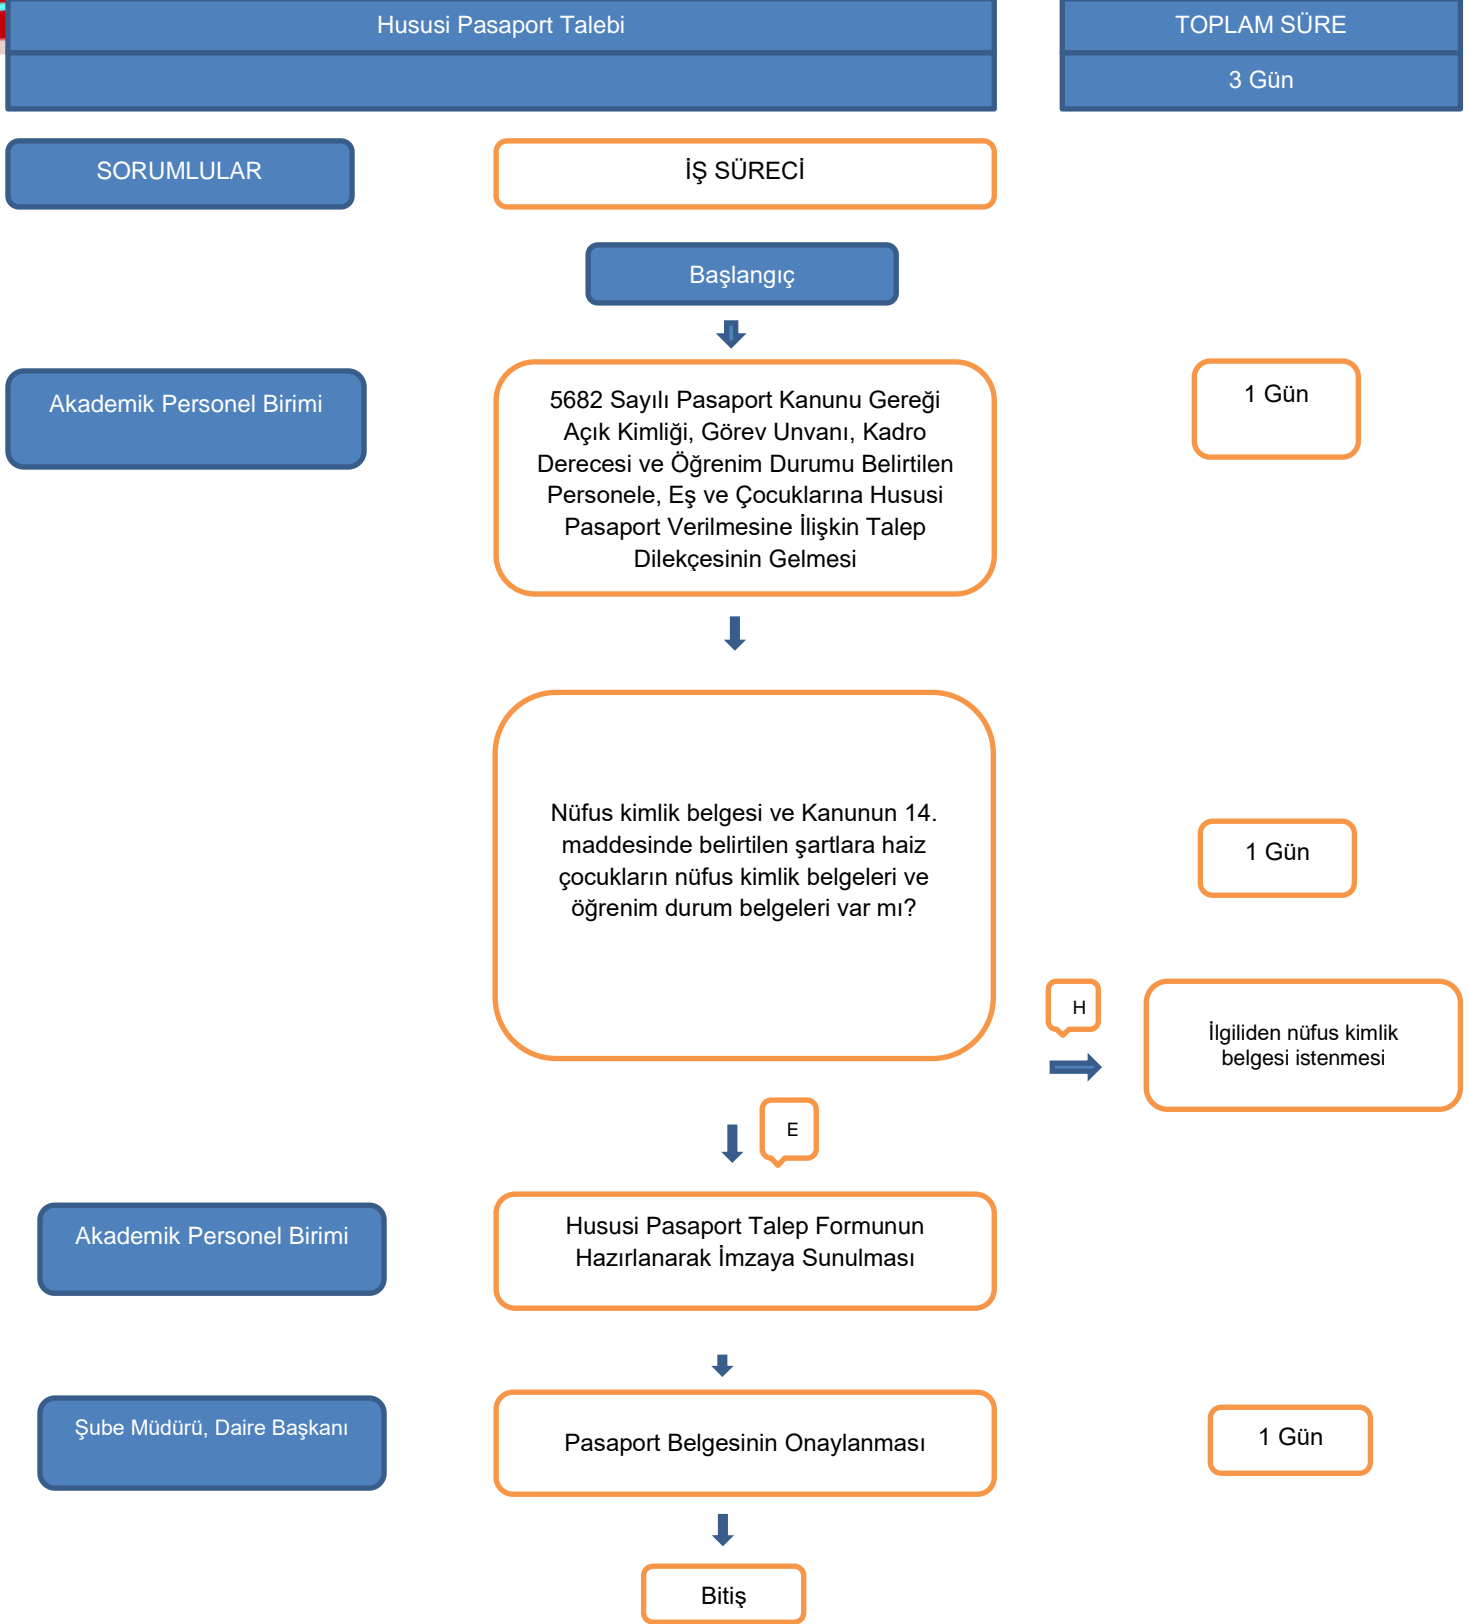 Hususi Pasaport Talebi
TOPLAM SÜRE
3 Gün
SORUMLULAR
İŞ SÜRECİ
Başlangıç
Akademik Personel Birimi
5682 Sayılı Pasaport Kanunu Gereği
Açık Kimliği, Görev Unvanı, Kadro
Derecesi ve Öğrenim Durumu Belirtilen
Personele, Eş ve Çocuklarına Hususi
Pasaport Verilmesine İlişkin Talep
Dilekçesinin Gelmesi
1 Gün
Nüfus kimlik belgesi ve Kanunun 14.
maddesinde belirtilen şartlara haiz
çocukların nüfus kimlik belgeleri ve
öğrenim durum belgeleri var mı?
1 Gün
H
İlgiliden nüfus kimlik
belgesi istenmesi
E
Akademik Personel Birimi
Hususi Pasaport Talep Formunun
Hazırlanarak İmzaya Sunulması
Şube Müdürü, Daire Başkanı
Pasaport Belgesinin Onaylanması
1 Gün
Bitiş